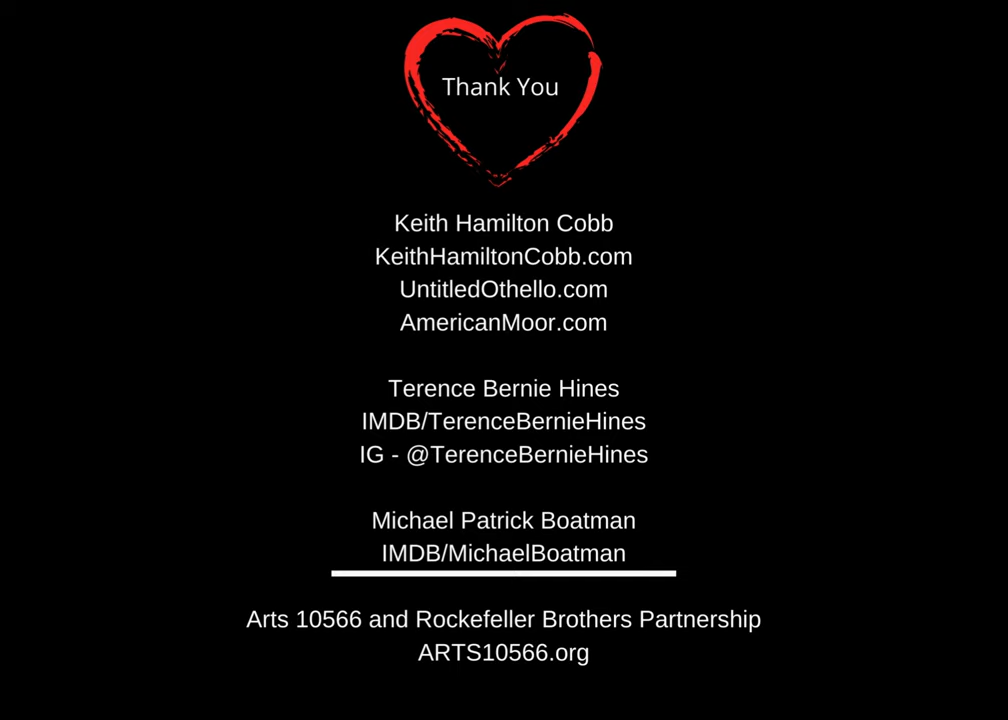 Thank You
Keith Hamilton Cobb
KeithHamiltonCobb.com
UntitledOthello.com
AmericanMoor.com
Terence Bernie Hines
IMDB/TerenceBernieHines
IG - @TerenceBernieHines
Michael Patrick Boatman
IMDB/MichaelBoatman
Arts 10566 and Rockefeller Brothers Partnership
ARTS10566.org